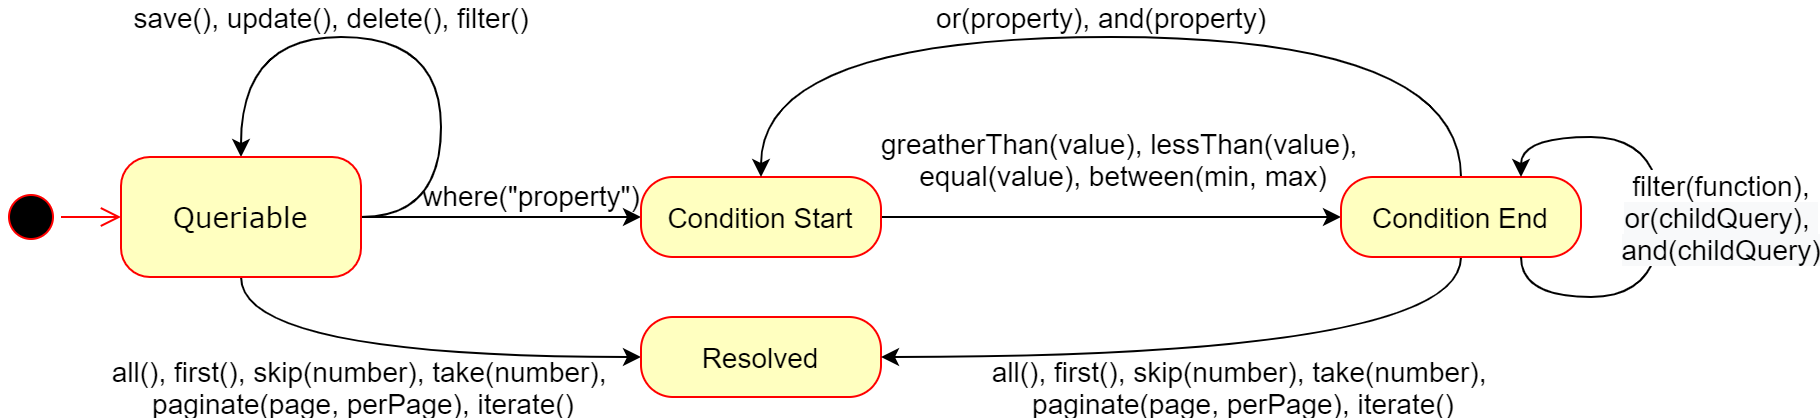 save(), update(), delete(), filter()
or(property), and(property)
greatherThan(value), lessThan(value),
equal(value), between(min, max)
Queriable
where("property")
Condition Start
Condition End
filter(function),
or(childQuery),
and(childQuery)
Resolved
all(), first(), skip(number), take(number),
paginate(page, perPage), iterate()
all(), first(), skip(number), take(number),
paginate(page, perPage), iterate()